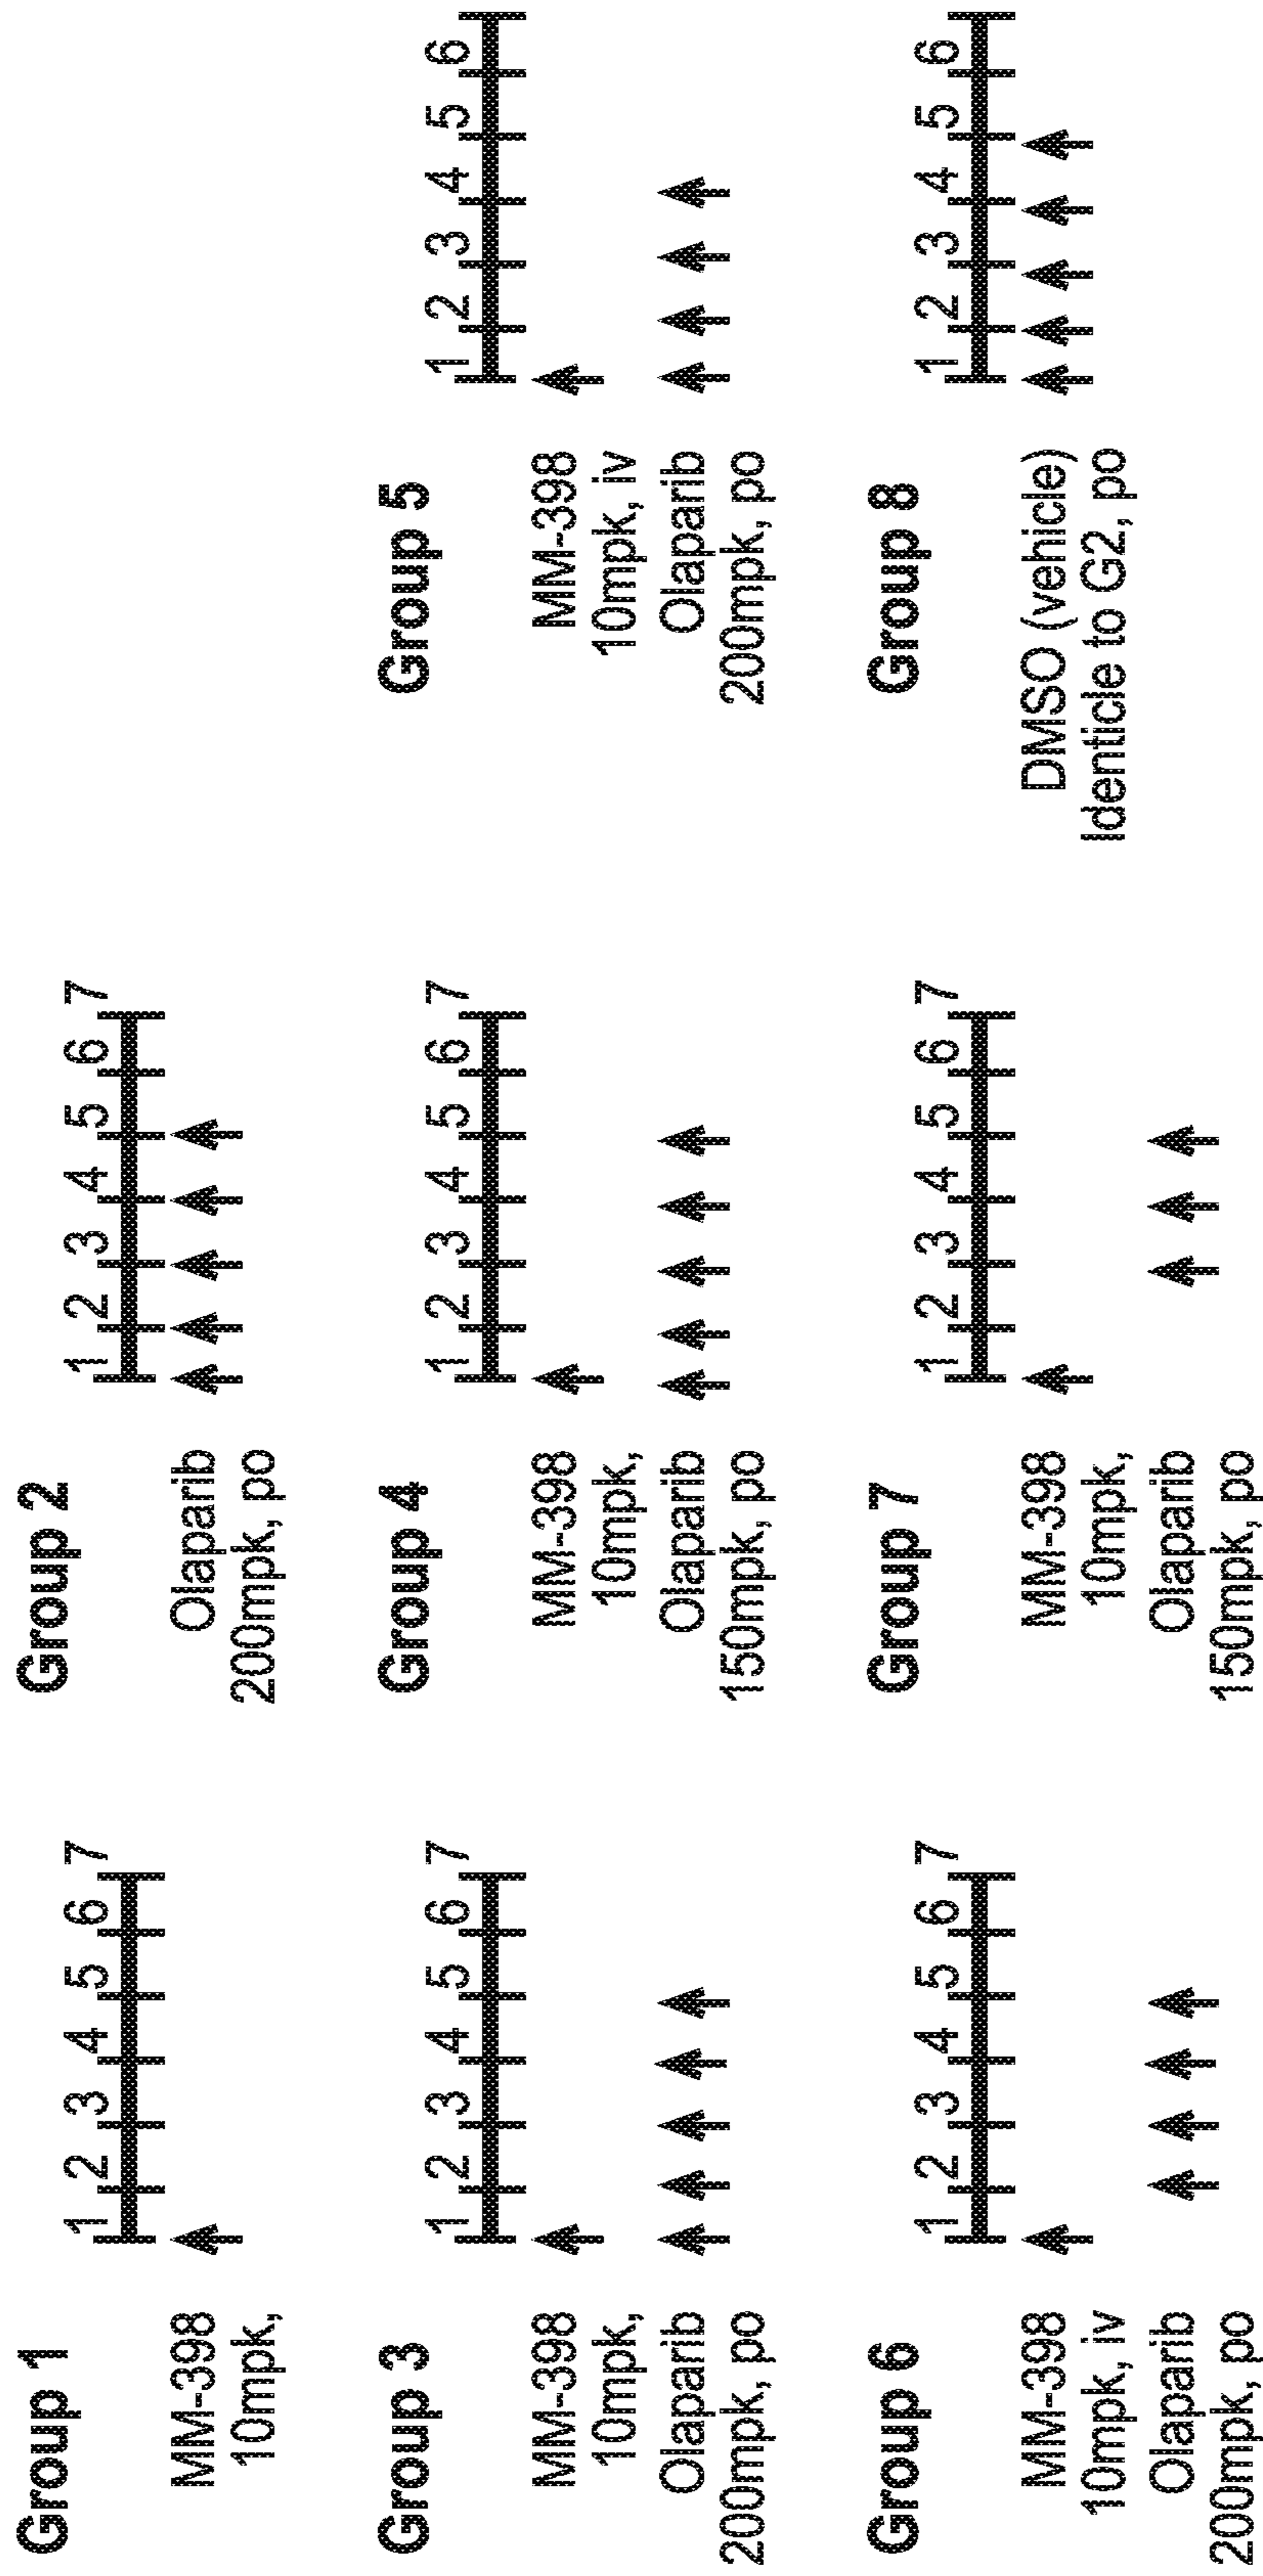 Group 1
1 2 3 4 5 6 7
MM-398
10mpk,
Group 2
1 2 3 4 5 6 7
Olaparib
200mpk, po
Group 3
1 2 3 4 5 6 7
MM-398
10mpk,
Olaparib
200mpk, po
Group 4
1 2 3 4 5 6 7
MM-398
10mpk,
Olaparib
150mpk, po
Group 5
1 2 3 4 5 6
MM-398
10mpk, iv
Olaparib
200mpk, po
Group 6
1 2 3 4 5 6 7
MM-398
10mpk, iv
Olaparib
200mpk, po
Group 7
1 2 3 4 5 6 7
MM-398
10mpk,
Olaparib
150mpk, po
Group 8
1 2 3 4 5 6
DMSO (vehicle)
Identicle to G2, po